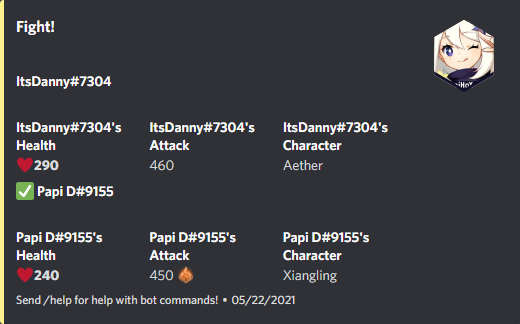 Fight!
ItsDanny#7304
ItsDanny#7304's ItsDanny#7304's ItsDanny#7304's
Health Attack Character
❤️290 460 Aether
✅ Papi D#9155
Papi D#9155's Papi D#9155's Papi D#9155's
Health Attack Character
❤️240 450 🔥 Xiangling
Send /help for help with bot commands! • 05/22/2021